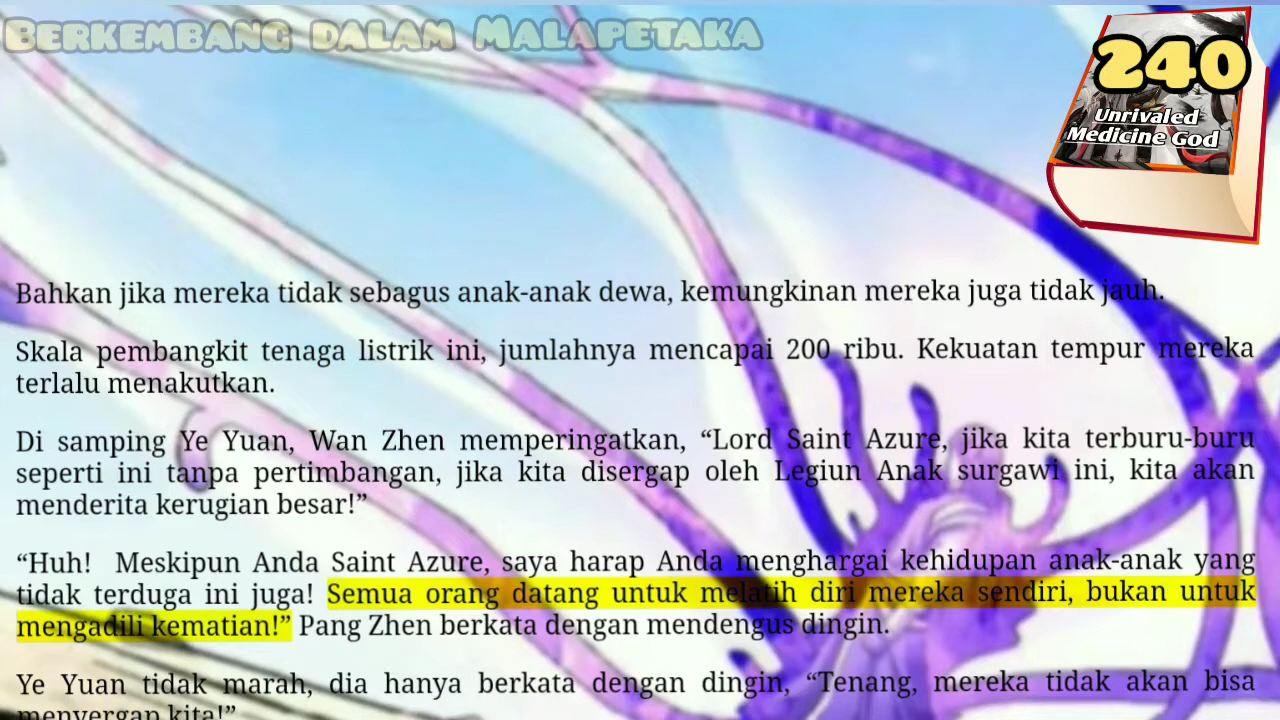 BERKEMBANG DALAM MALAPETAKA
240
Unrivaled
Medicine God
Bahkan jika mereka tidak sebagus anak-anak dewa, kemungkinan mereka juga tidak jauh.
Skala pembangkit tenaga listrik ini, jumlahnya mencapai 200 ribu. Kekuatan tempur mereka
terlalu menakutkan.
Di samping Ye Yuan, Wan Zhen memperingatkan, “Lord Saint Azure, jika kita terburu-buru
seperti ini tanpa pertimbangan, jika kita disergap oleh Legiun Anak surgawi ini, kita akan
menderita kerugian besar!”
“Huh! Meskipun Anda Saint Azure, saya harap Anda menghargai kehidupan anak-anak yang
tidak terduga ini juga! Semua orang datang untuk melatih diri mereka sendiri, bukan untuk
mengadili kematian!” Pang Zhen berkata dengan mendengus dingin.
Ye Yuan tidak marah, dia hanya berkata dengan dingin, “Tenang, mereka tidak akan bisa
menyergap kita!”